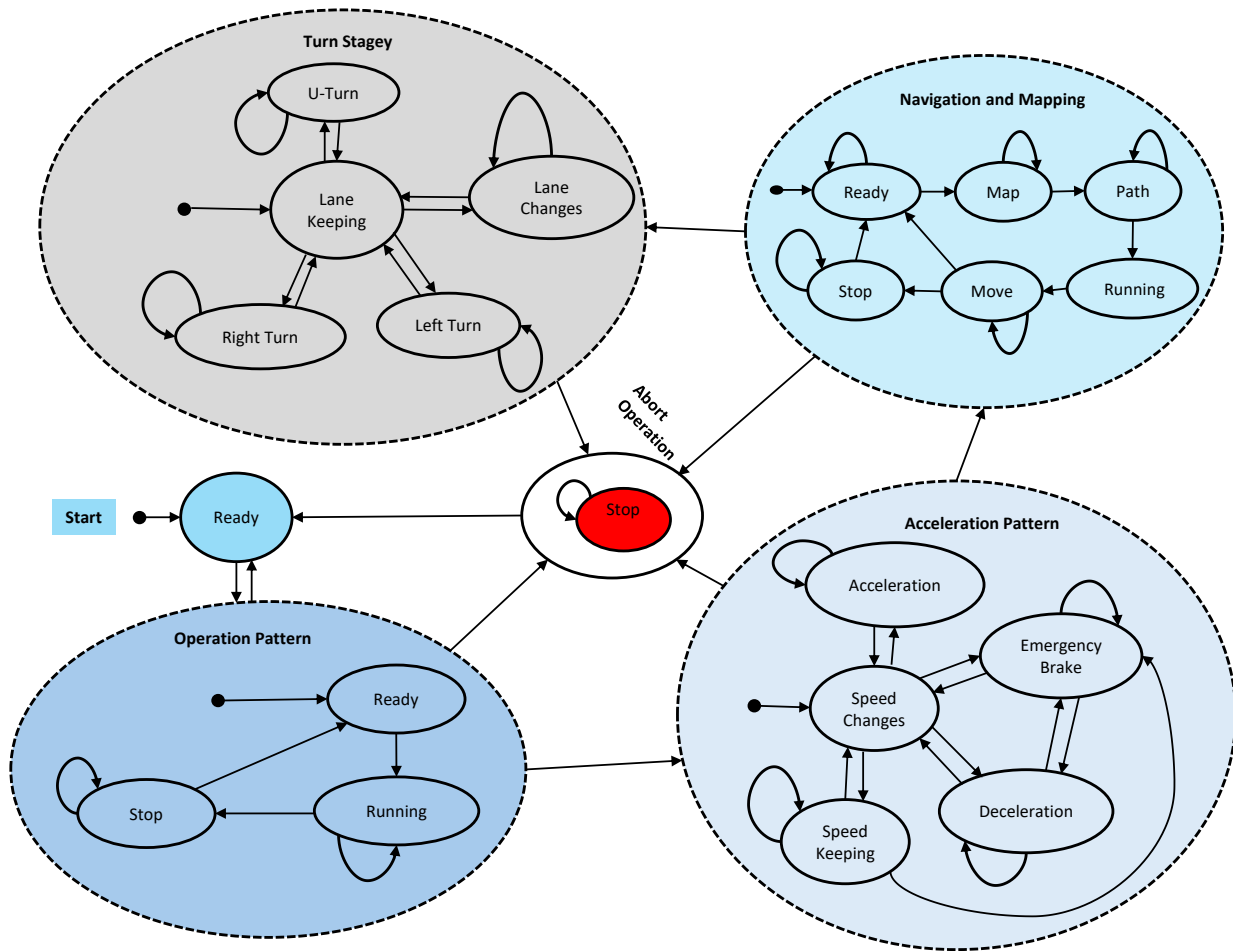 Turn Stagey
U-Turn
Lane
Keeping
Lane
Changes
Right Turn
Left Turn
Navigation and Mapping
Ready
Map
Path
Stop
Move
Running
Abort
Operation
Start
Ready
Stop
Operation Pattern
Ready
Stop
Running
Acceleration Pattern
Acceleration
Emergency
Brake
Speed
Changes
Deceleration
Speed
Keeping